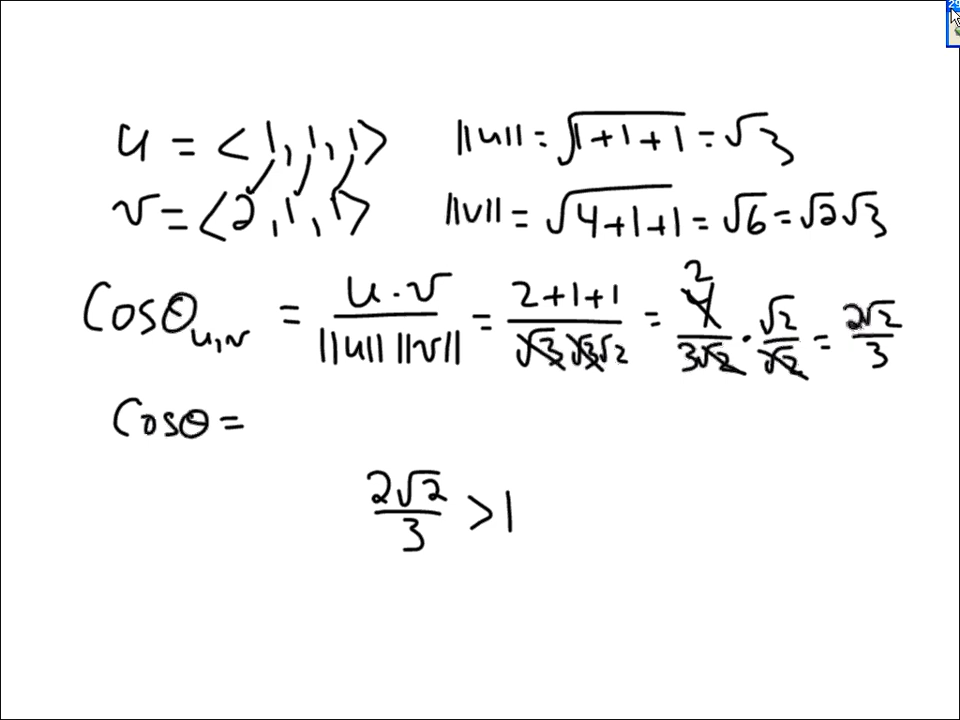 u = <1, 1, 1> ||u|| = √1+1+1 = √3
v = <2, 1, 1> ||v|| = √4+1+1 = √6 = √2√3
Cosθu,v = u · v / ||u|| ||v|| = 2+1+1 / √3 √3√2 = 2 4 / 3√2 · √2 / √2 = 2√2 / 3
Cosθ =
2√2 / 3 > 1